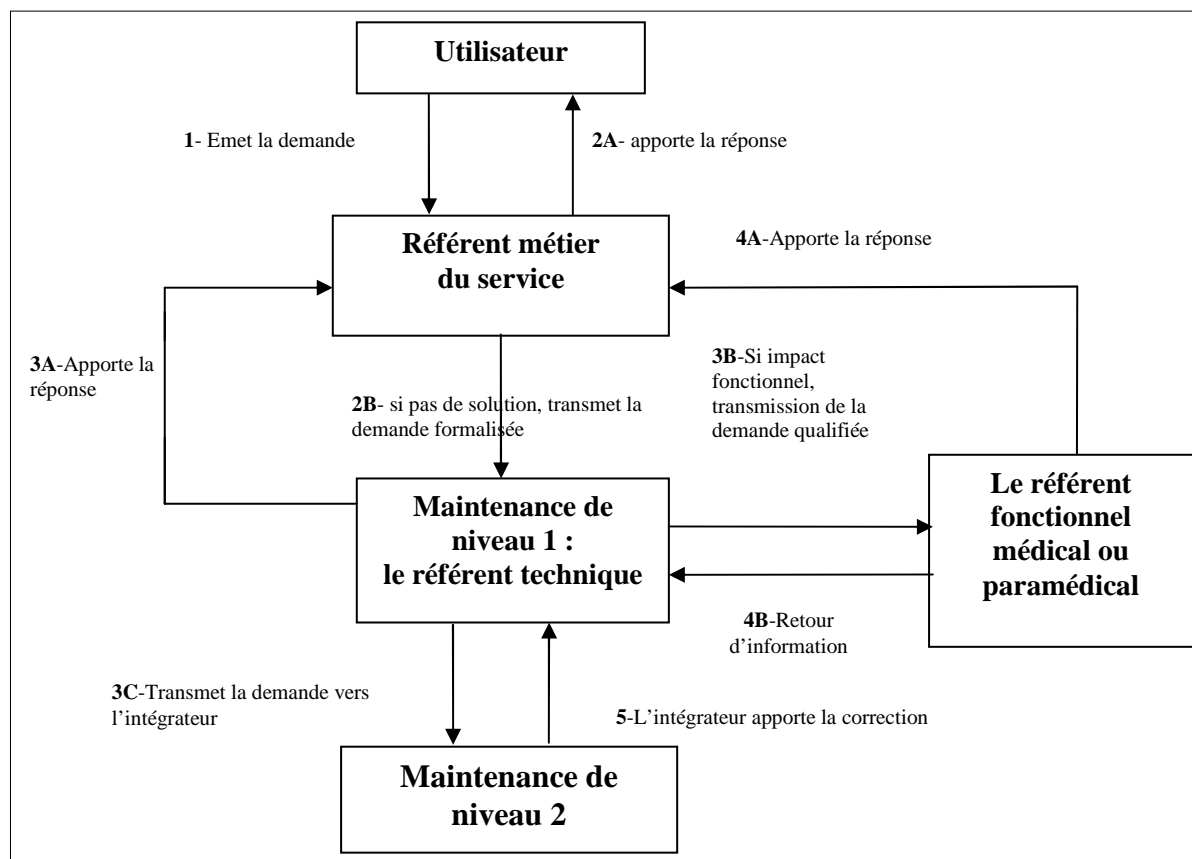 Utilisateur
1- Emet la demande
2A- apporte la réponse
Référent métier
du service
4A-Apporte la réponse
3A-Apporte la
réponse
3B-Si impact
fonctionnel,
transmission de la
demande qualifiée
2B- si pas de solution, transmet la
demande formalisée
Maintenance de
niveau 1 :
le référent technique
Le référent
fonctionnel
médical ou
paramédical
4B-Retour
d’information
3C-Transmet la demande vers
l’intégrateur
5-L’intégrateur apporte la correction
Maintenance de
niveau 2